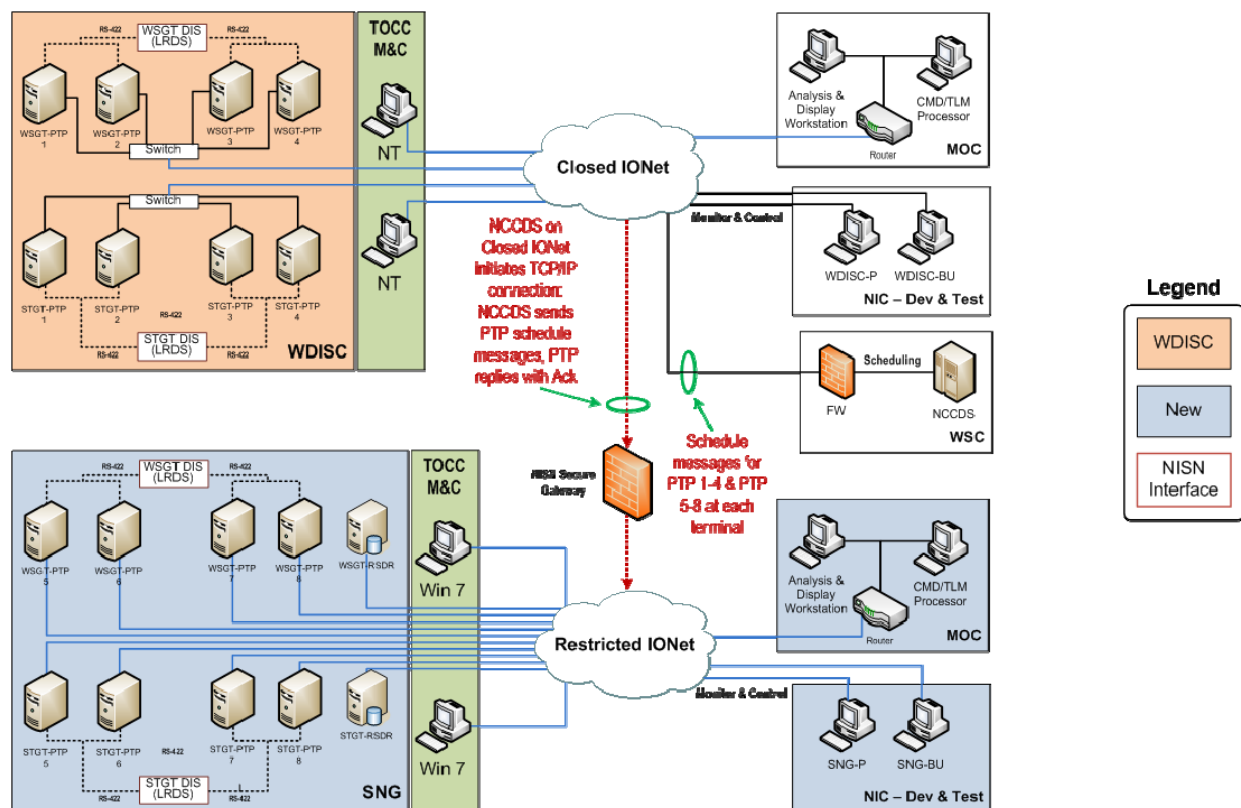 RS-422
WSGT DIS
(LRDS)
RS-422
WSGT-PTP
1
WSGT-PTP
2
WSGT-PTP
3
WSGT-PTP
4
Switch
Switch
STGT-PTP
1
STGT-PTP
2
STGT-PTP
3
STGT-PTP
4
RS-422
RS-422
STGT DIS
(LRDS)
RS-422
WDISC
TOCC
M&C
NT
NT
Closed IONet
Analysis &
Display
Workstation
CMD/TLM
Processor
Router
MOC
Monitor & Control
WDISC-P
WDISC-BU
NIC – Dev & Test
NCCDS on
Closed IONet
initiates TCP/IP
connection:
NCCDS sends
PTP schedule
messages, PTP
replies with Ack.
FW
Scheduling
NCCDS
WSC
Schedule
messages for
PTP 1-4 & PTP
5-8 at each
terminal
NISN Secure
Gateway
Legend
WDISC
New
NISN
Interface
RS-422
WSGT DIS
(LRDS)
RS-422
WSGT-PTP
5
WSGT-PTP
6
WSGT-PTP
7
WSGT-PTP
8
WSGT-RSDR
STGT-PTP
5
STGT-PTP
6
STGT-PTP
7
STGT-PTP
8
STGT-RSDR
RS-422
RS-422
STGT DIS
(LRDS)
RS-422
SNG
TOCC
M&C
Win 7
Win 7
Restricted IONet
Analysis &
Display
Workstation
CMD/TLM
Processor
Router
MOC
Monitor & Control
SNG-P
SNG-BU
NIC – Dev & Test